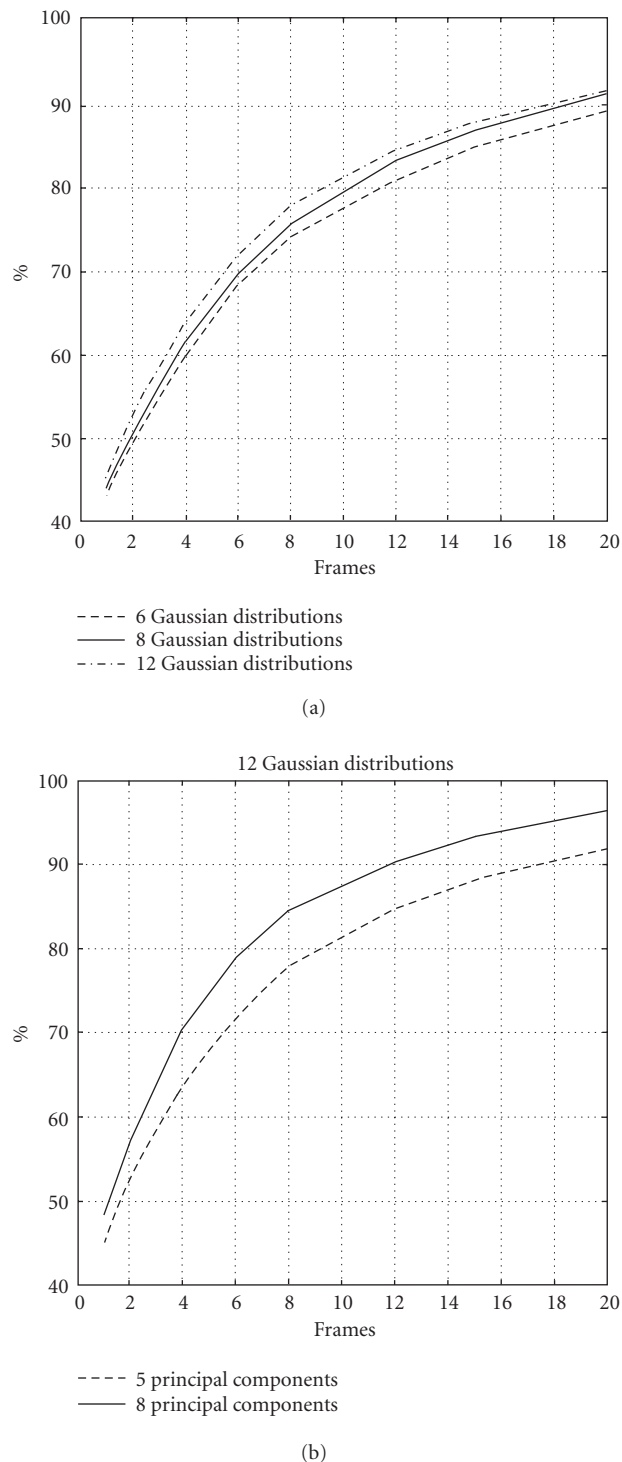 100
90
80
70
60
50
40
%
0 2 4 6 8 10 12 14 16 18 20
Frames
6 Gaussian distributions
8 Gaussian distributions
12 Gaussian distributions
(a)
12 Gaussian distributions
100
90
80
70
60
50
40
%
0 2 4 6 8 10 12 14 16 18 20
Frames
5 principal components
8 principal components
(b)